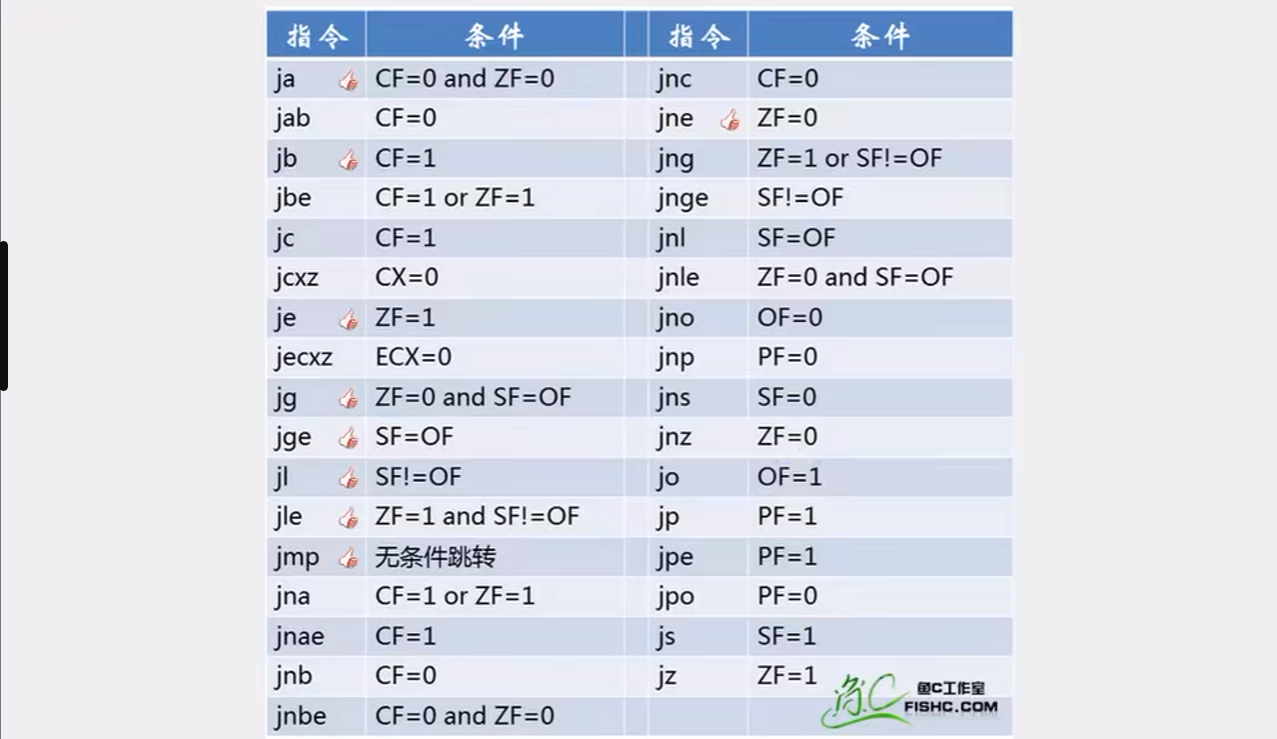 指令 条件 指令 条件
ja CF=0 and ZF=0 jnc CF=0
jab CF=0 jne ZF=0
jb CF=1 jng ZF=1 or SF!=OF
jbe CF=1 or ZF=1 jnge SF!=OF
jc CF=1 jnl SF=OF
jcxz CX=0 jnle ZF=0 and SF=OF
je ZF=1 jno OF=0
jecxz ECX=0 jnp PF=0
jg ZF=0 and SF=OF jns SF=0
jge SF=OF jnz ZF=0
jl SF!=OF jo OF=1
jle ZF=1 and SF!=OF jp PF=1
jmp 无条件跳转 jpe PF=1
jna CF=1 or ZF=1 jpo PF=0
jnae CF=1 js SF=1
jnb CF=0 jz ZF=1
jnbe CF=0 and ZF=0
鱼C
鱼C工作室
FISHC.COM